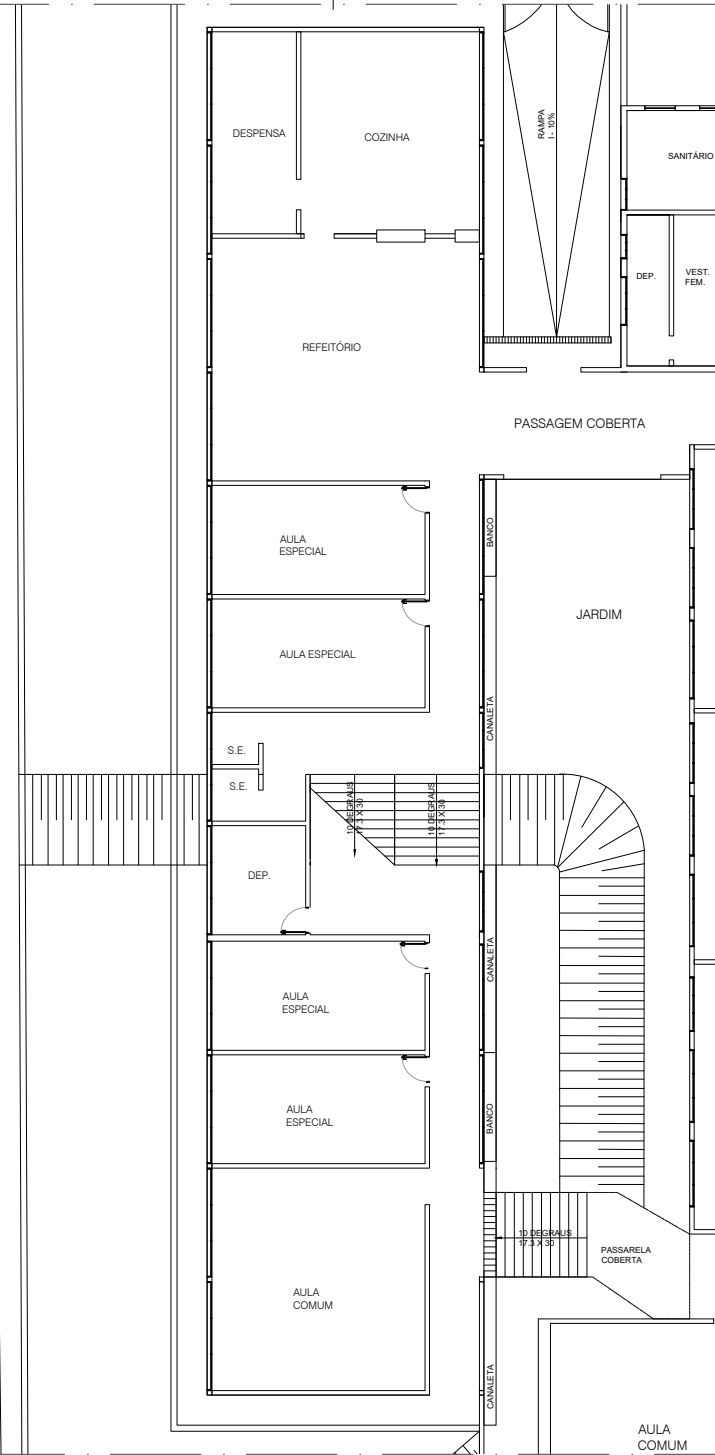 DESPENSA
COZINHA
RAMPA
I - 10%
SANITÁRIO
DEP.
VEST.
FEM.
REFEITÓRIO
PASSAGEM COBERTA
AULA
ESPECIAL
BANCO
JARDIM
AULA ESPECIAL
CANALETA
S.E.
S.E.
10 DEGRAUS
17.3 X 30
10 DEGRAUS
17.3 X 30
DEP.
CANALETA
AULA
ESPECIAL
AULA
ESPECIAL
BANCO
10 DEGRAUS
17.3 X 30
PASSARELA
COBERTA
AULA
COMUM
CANALETA
AULA
COMUM